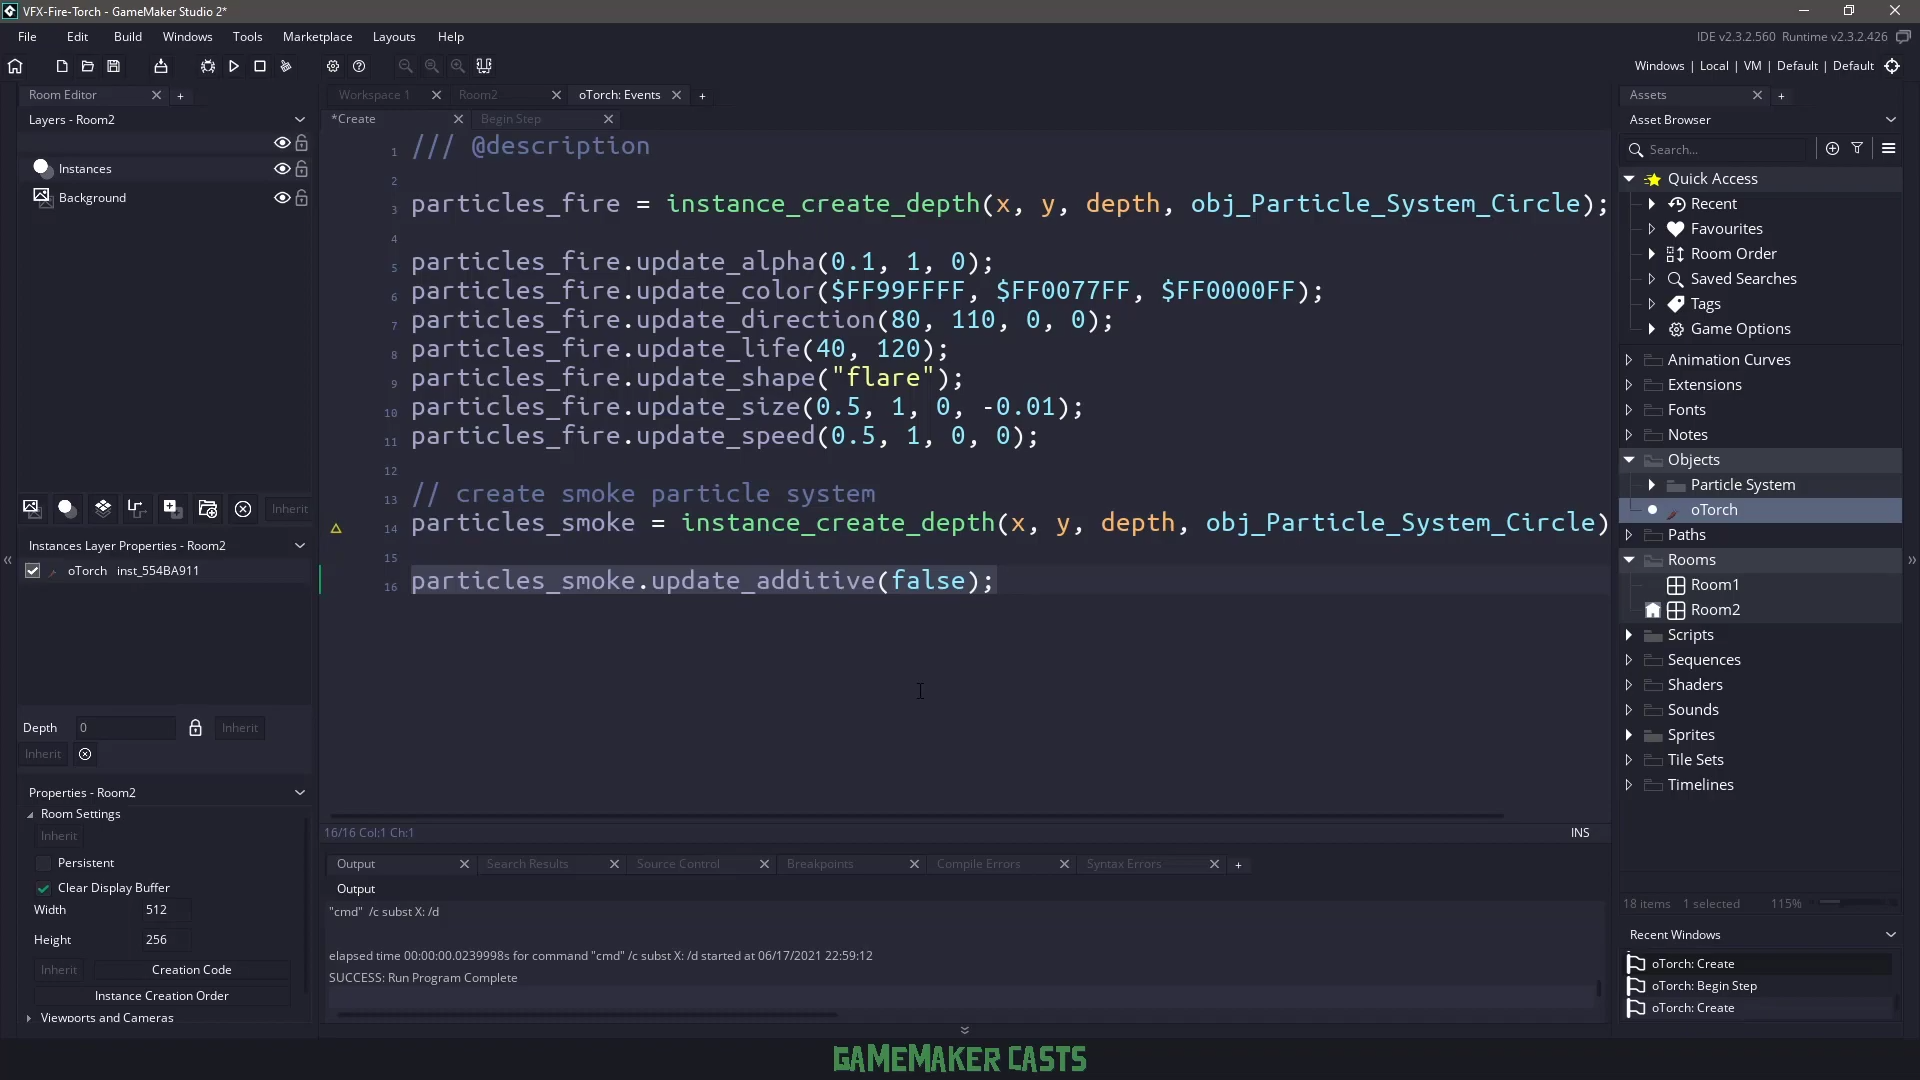 VFX-Fire-Torch - GameMaker Studio 2*
File Edit Build Windows Tools Marketplace Layouts Help
IDE v2.3.2.560 Runtime v2.3.2.426
Windows | Local | VM | Default | Default
Room Editor
Layers - Room2
Instances
Background
Inherit
Instances Layer Properties - Room2
oTorch inst_554BA911
Depth 0 Inherit
Inherit
Properties - Room2
Room Settings
Inherit
Persistent
Clear Display Buffer
Width 512
Height 256
Inherit Creation Code
Instance Creation Order
Viewports and Cameras
Workspace 1 Room2 oTorch: Events
*Create Begin Step
1 /// @description
2
3 particles_fire = instance_create_depth(x, y, depth, obj_Particle_System_Circle);
4
5 particles_fire.update_alpha(0.1, 1, 0);
6 particles_fire.update_color($FF99FFFF, $FF0077FF, $FF0000FF);
7 particles_fire.update_direction(80, 110, 0, 0);
8 particles_fire.update_life(40, 120);
9 particles_fire.update_shape("flare");
10 particles_fire.update_size(0.5, 1, 0, -0.01);
11 particles_fire.update_speed(0.5, 1, 0, 0);
12
13 // create smoke particle system
14 particles_smoke = instance_create_depth(x, y, depth, obj_Particle_System_Circle)
15
16 particles_smoke.update_additive(false);
16/16 Col:1 Ch:1
INS
Output Search Results Source Control Breakpoints Compile Errors Syntax Errors
Output
"cmd" /c subst X: /d
elapsed time 00:00:00.0239998s for command "cmd" /c subst X: /d started at 06/17/2021 22:59:12
SUCCESS: Run Program Complete
Assets
Asset Browser
Search...
Quick Access
Recent
Favourites
Room Order
Saved Searches
Tags
Game Options
Animation Curves
Extensions
Fonts
Notes
Objects
Particle System
oTorch
Paths
Rooms
Room1
Room2
Scripts
Sequences
Shaders
Sounds
Sprites
Tile Sets
Timelines
18 items 1 selected 115%
Recent Windows
oTorch: Create
oTorch: Begin Step
oTorch: Create
GAMEMAKER CASTS